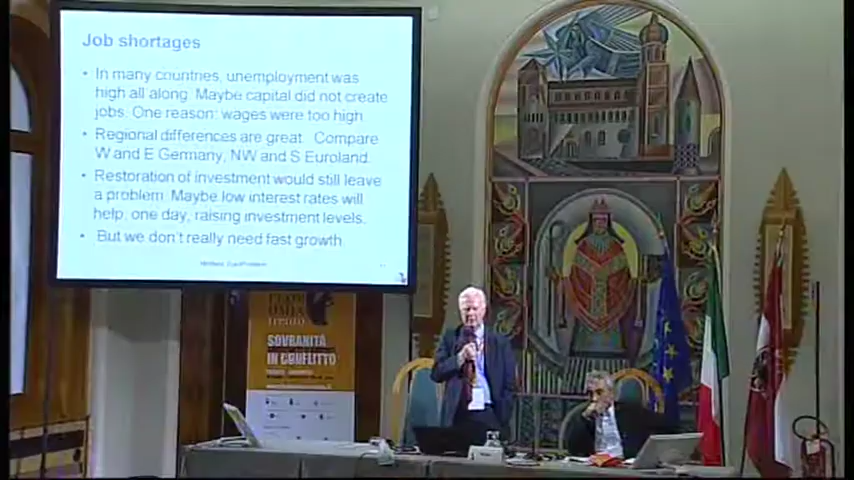 Job shortages
• In many countries, unemployment was
high all along. Maybe capital did not create
jobs. One reason: wages were too high
• Regional differences are great. Compare
W and E Germany, NW and S Euroland.
• Restoration of investment would still leave
a problem. Maybe low interest rates will
help, one day, raising investment levels.
• But we don't really need fast growth
SOVRANITÀ
IN CONFLITTO